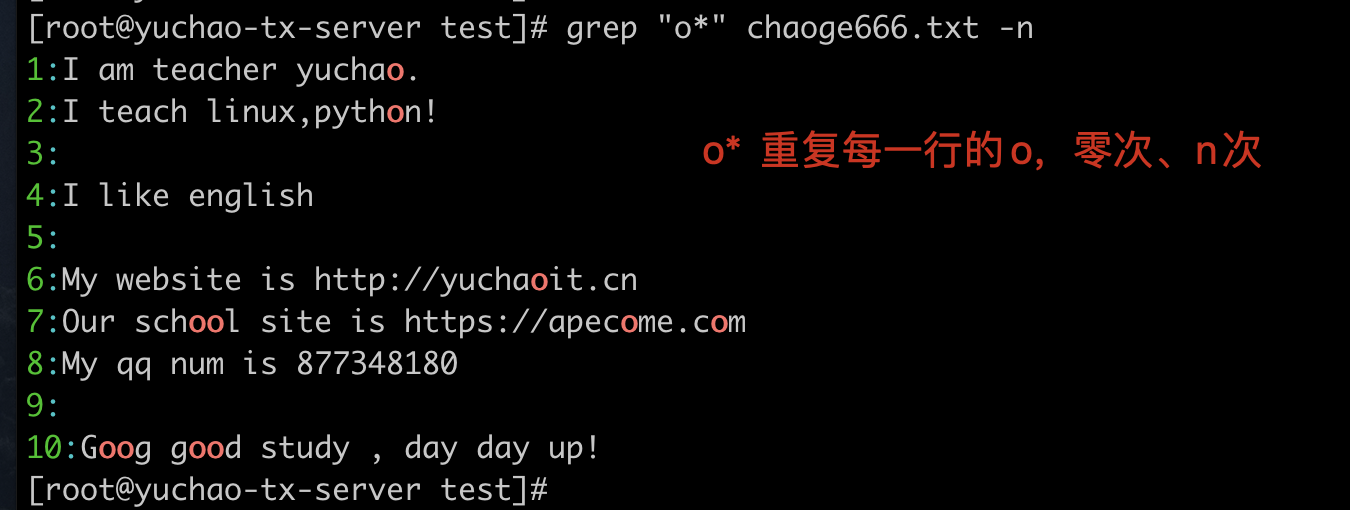 [root@yuchao-tx-server test]# grep "o*" chaoge666.txt -n
1:I am teacher yuchao.
2:I teach linux,python!
3:
o* 重复每一行的o，零次、n次
4:I like english
5:
6:My website is http://yuchaoit.cn
7:Our school site is https://apecome.com
8:My qq num is 877348180
9:
10:Goog good study , day day up!
[root@yuchao-tx-server test]#